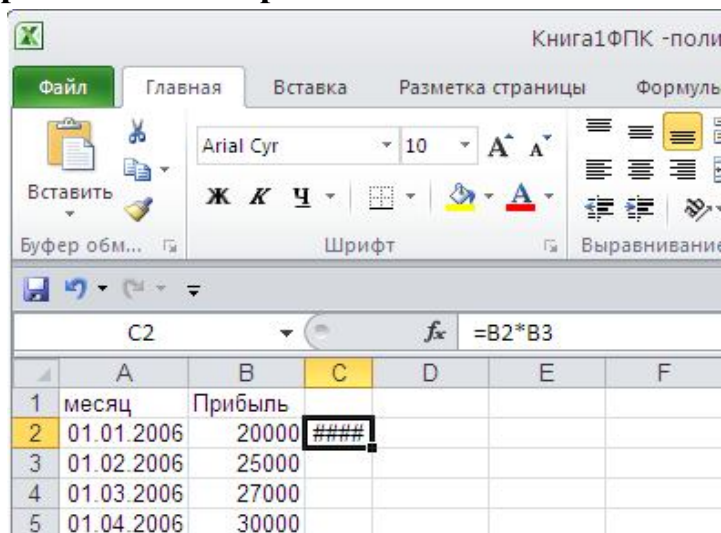 Книга1ФПК -поли
Файл Главная Вставка Разметка страницы Формулы
Arial Cyr 10 А А
Вставить Ж К Ч А
Буфер обм... Шрифт Выравнивание
C2 fx =B2*B3
A B C D E F
1 месяц Прибыль
2 01.01.2006 20000 ####
3 01.02.2006 25000
4 01.03.2006 27000
5 01.04.2006 30000